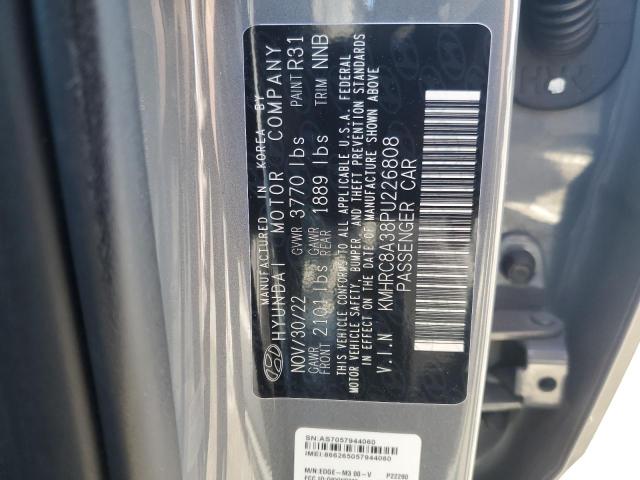 MANUFACTURED IN KOREA BY
HYUNDAI MOTOR COMPANY
NOV/30/22 GVWR 3770 lbs PAINT R31
GAWR FRONT 2101 lbs GAWR REAR 1889 lbs TRIM NNB
THIS VEHICLE CONFORMS TO ALL APPLICABLE U.S.A. FEDERAL
MOTOR VEHICLE SAFETY, BUMPER, AND THEFT PREVENTION STANDARDS
IN EFFECT ON THE DATE OF MANUFACTURE SHOWN ABOVE
V.I.N KMHRC8A38PU226808
PASSENGER CAR
SN:AS7057944060
IMEI:866265057944060
M/N:EDGE-M3 00-V P22280
FCC ID: